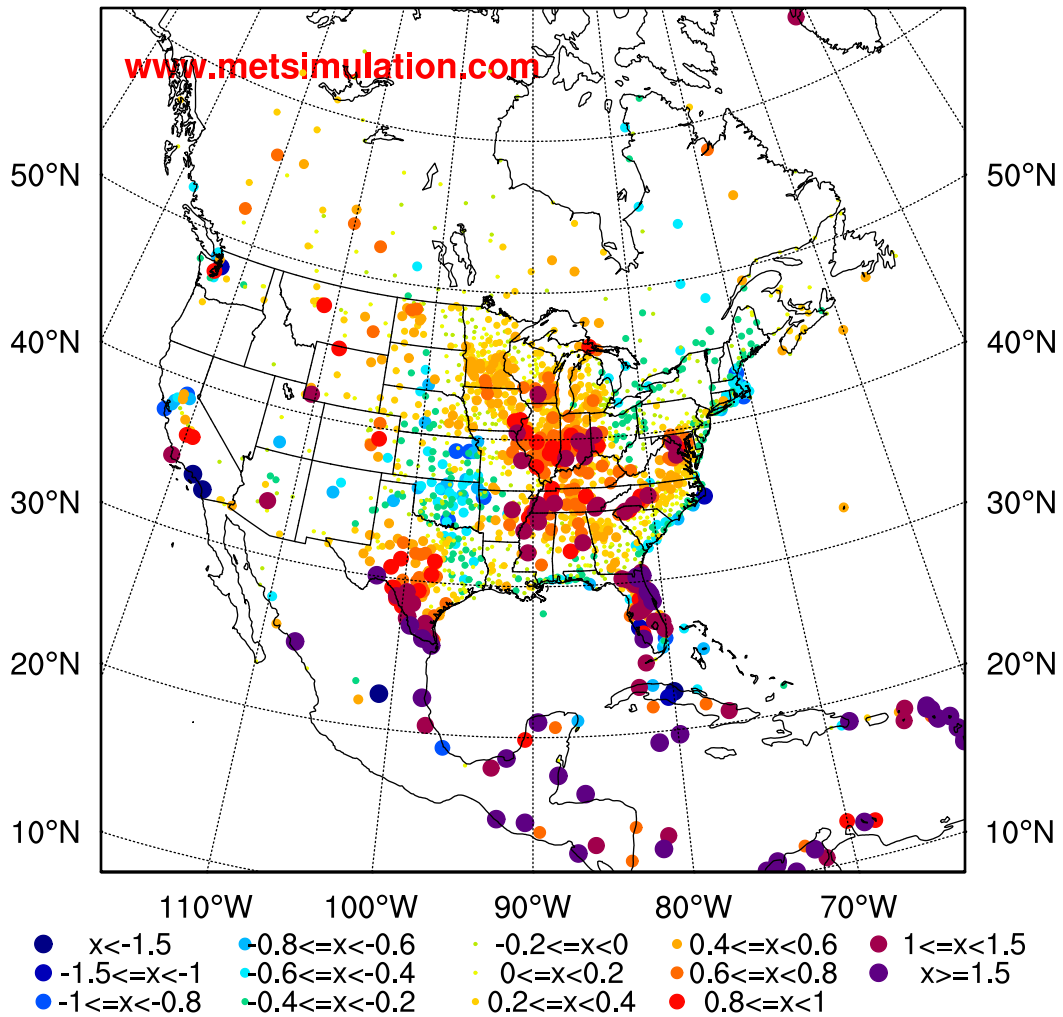 www.metsimulation.com
50°N 50°N
40°N 40°N
30°N 30°N
20°N 20°N
10°N 10°N
110°W 100°W 90°W 80°W 70°W
x<-1.5 -0.8<=x<-0.6 -0.2<=x<0 0.4<=x<0.6 1<=x<1.5
-1.5<=x<-1 -0.6<=x<-0.4 0<=x<0.2 0.6<=x<0.8 x>=1.5
-1<=x<-0.8 -0.4<=x<-0.2 0.2<=x<0.4 0.8<=x<1